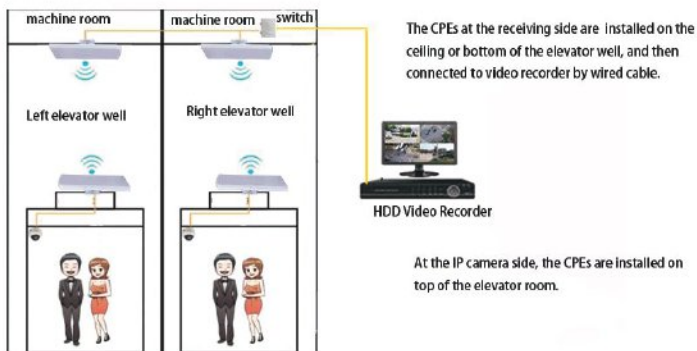 machine room
machine room
switch
The CPEs at the receiving side are installed on the
ceiling or bottom of the elevator well, and then
connected to video recorder by wired cable.
Left elevator well
Right elevator well
HDD Video Recorder
At the IP camera side, the CPEs are installed on
top of the elevator room.